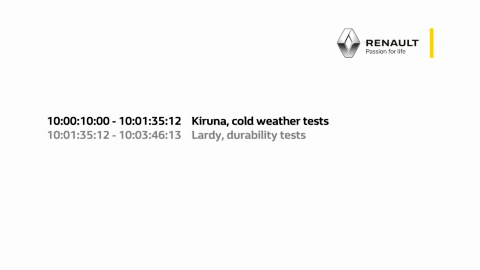 RENAULT
Passion for life
10:00:10:00 - 10:01:35:12 Kiruna, cold weather tests
10:01:35:12 - 10:03:46:13 Lardy, durability tests